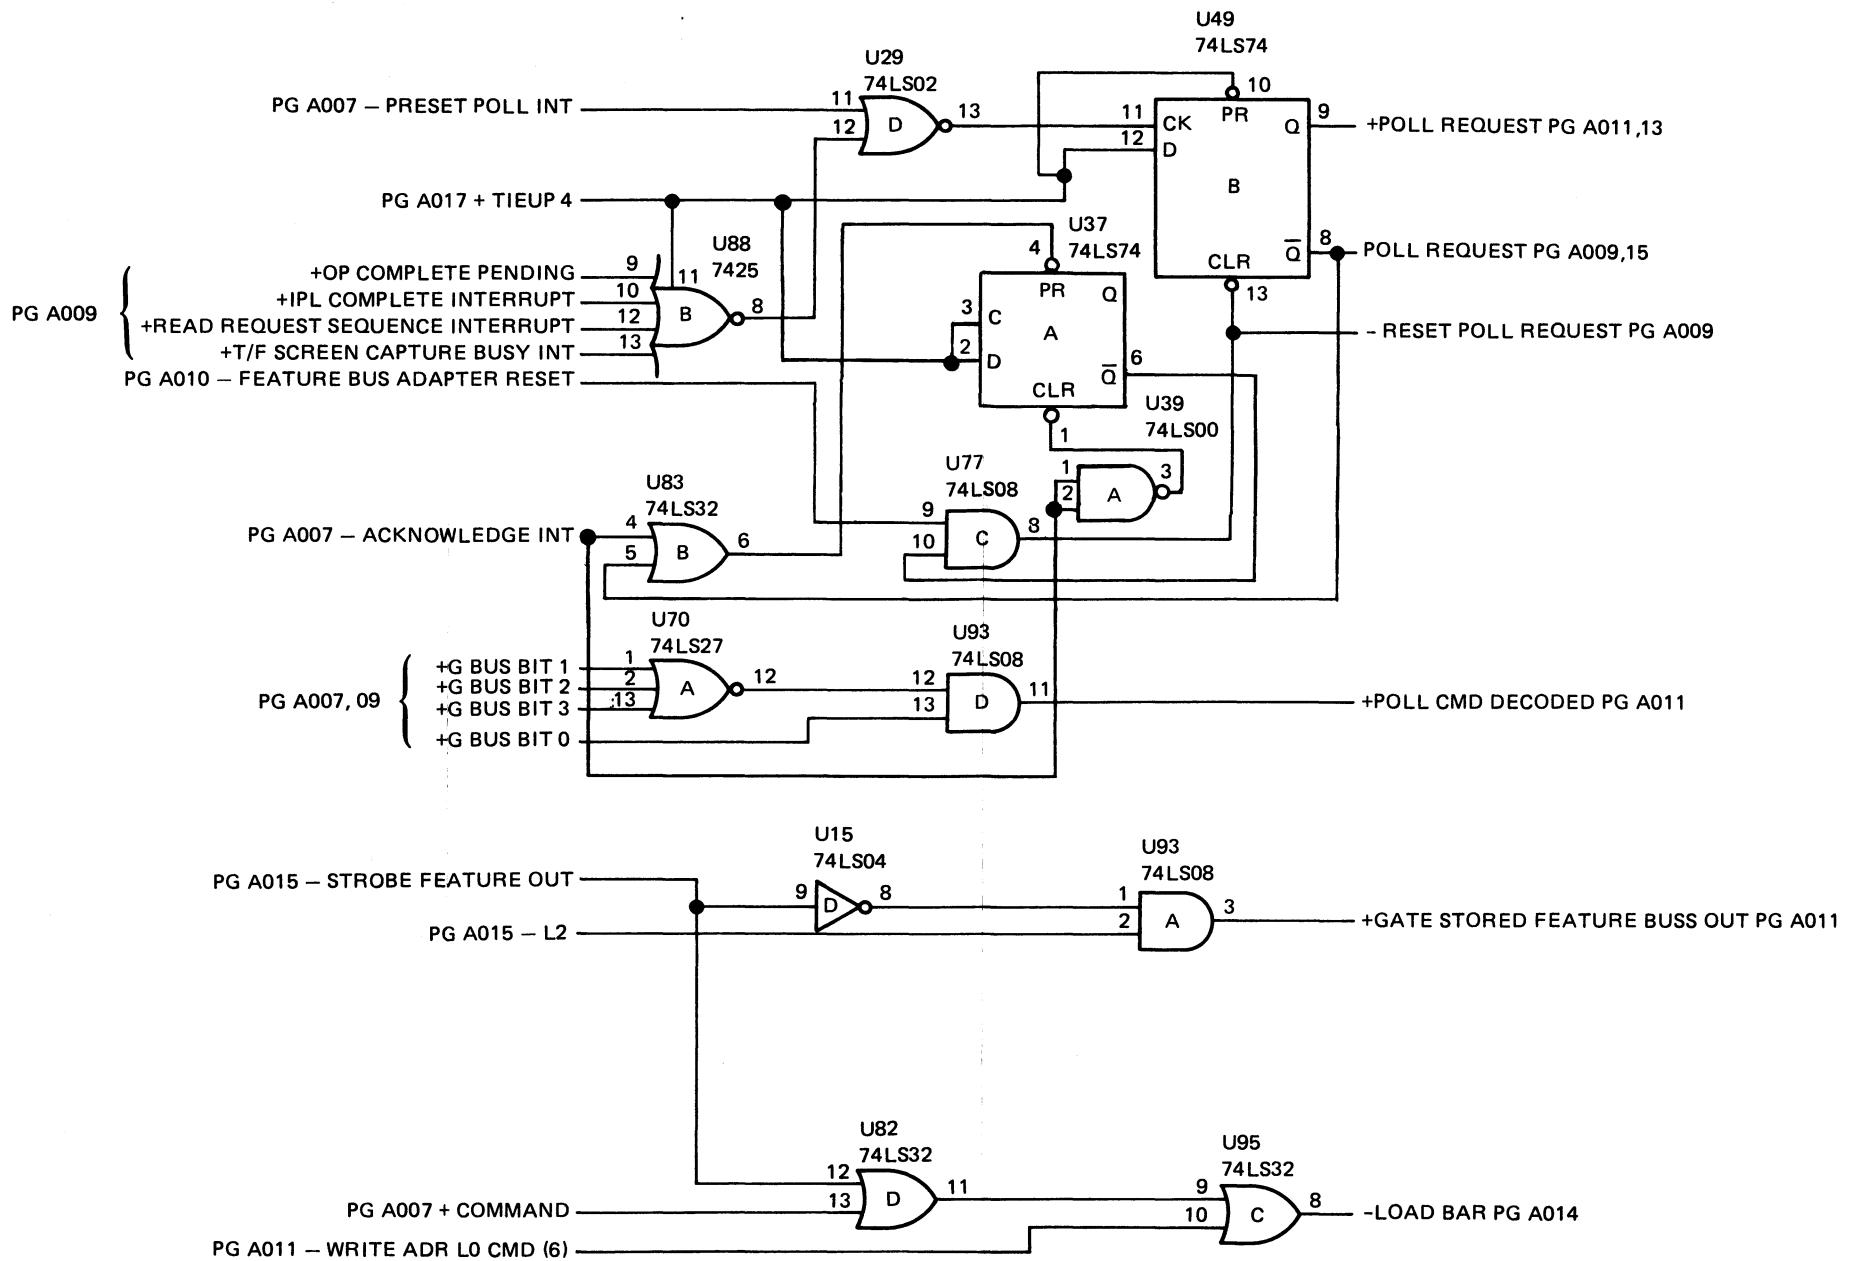 U49
74LS74
U29
74LS02
10
PG A007 – PRESET POLL INT
11
12
D
13
11
12
CK
D
PR
Q
9
+POLL REQUEST PG A011,13
B
PG A017 + TIEUP 4
U37
74LS74
4
U88
7425
CLR
Q
8
POLL REQUEST PG A009,15
13
PG A009
+OP COMPLETE PENDING
9
11
+IPL COMPLETE INTERRUPT
10
+READ REQUEST SEQUENCE INTERRUPT
12
+T/F SCREEN CAPTURE BUSY INT
13
B
8
PR
Q
3
C
A
2
D
Q
6
CLR
– RESET POLL REQUEST PG A009
PG A010 – FEATURE BUS ADAPTER RESET
1
U39
74LS00
1
2
A
3
U77
74LS08
9
10
C
8
U83
74LS32
PG A007 – ACKNOWLEDGE INT
4
5
B
6
U70
74LS27
PG A007, 09
+G BUS BIT 1
1
+G BUS BIT 2
2
+G BUS BIT 3
13
+G BUS BIT 0
A
12
U93
74LS08
12
13
D
11
+POLL CMD DECODED PG A011
U15
74LS04
PG A015 – STROBE FEATURE OUT
9
D
8
U93
74LS08
1
2
A
3
+GATE STORED FEATURE BUSS OUT PG A011
PG A015 – L2
U82
74LS32
12
13
D
11
PG A007 + COMMAND
U95
74LS32
9
10
C
8
–LOAD BAR PG A014
PG A011 – WRITE ADR L0 CMD (6)